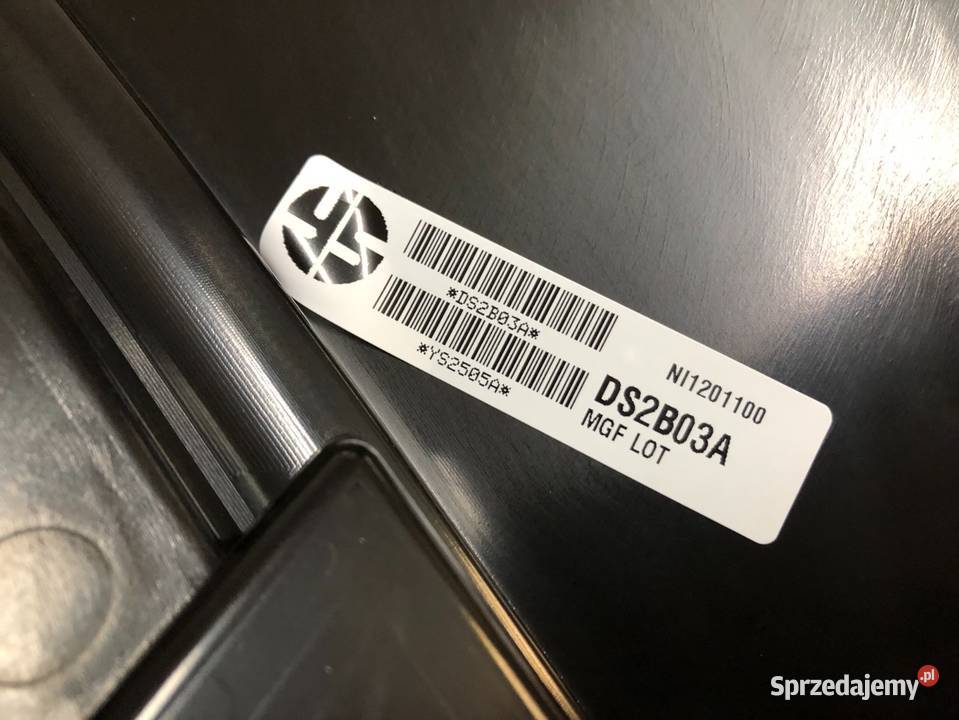 *DS2B03A*
*YS2505A*
NI1201100
DS2B03A
MGF LOT
Sprzedajemy.pl